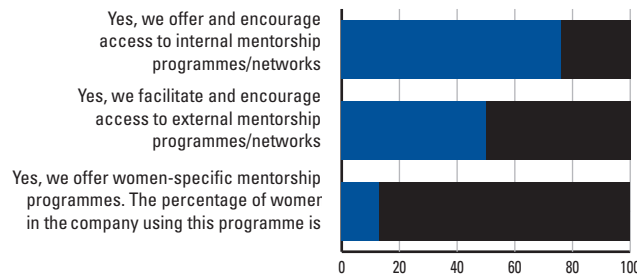 Yes, we offer and encourage
access to internal mentorship
programmes/networks
Yes, we facilitate and encourage
access to external mentorship
programmes/networks
Yes, we offer women-specific mentorship
programmes. The percentage of women
in the company using this programme is
0 20 40 60 80 100